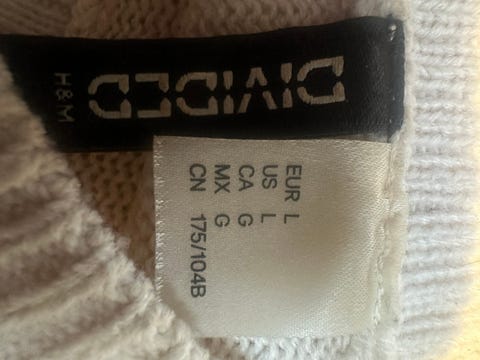 DIVIDED
H&M
EUR L
US L
CA G
MX G
CN 175/104B